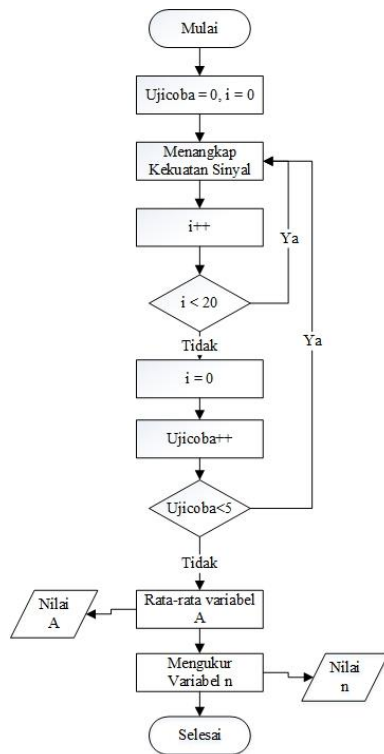 Mulai
Ujicoba = 0, i = 0
Menangkap
Kekuatan Sinyal
i++
Ya
i < 20
Tidak
Ya
i = 0
Ujicoba++
Ujicoba<5
Tidak
Nilai
A
Rata-rata variabel
A
Mengukur
Variabel n
Nilai
n
Selesai